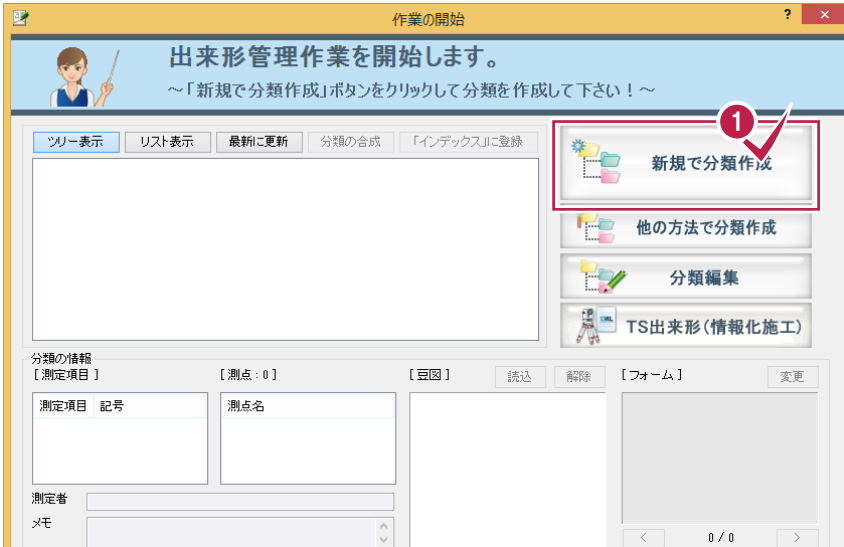 作業の開始
? ×
出来形管理作業を開始します。
~「新規で分類作成」ボタンをクリックして分類を作成して下さい!~
ツリー表示 リスト表示 最新に更新 分類の合成 「インデックス」に登録
1
新規で分類作成
他の方法で分類作成
分類編集
TS出来形(情報化施工)
分類の情報
[測定項目] [測点:0] [豆図] 読込 解除 [フォーム] 変更
測定項目 記号 測点名
測定者
メモ
< 0/0 >